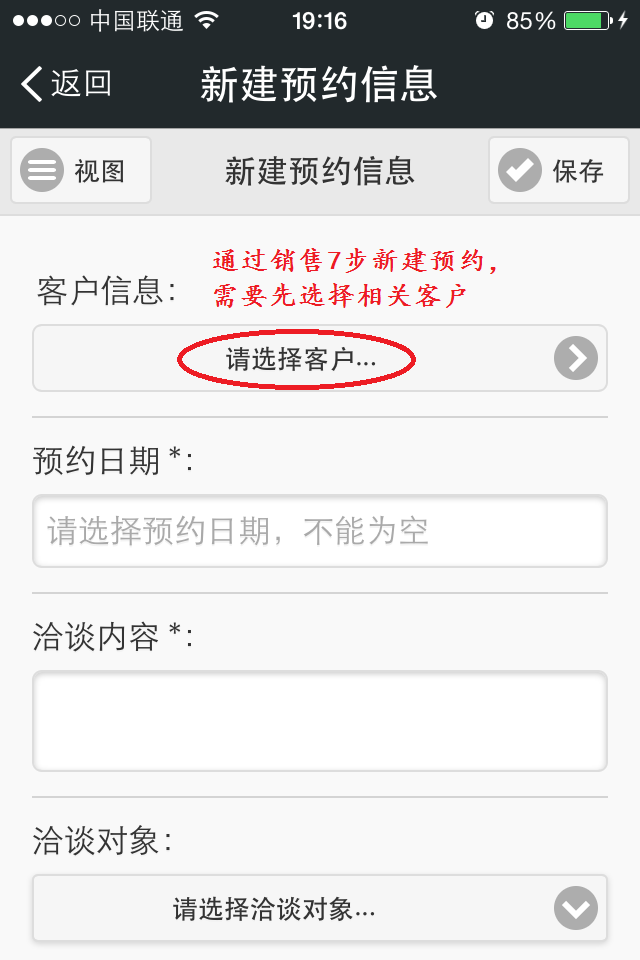 中国联通 19:16 85%
返回 新建预约信息
视图 新建预约信息 保存
通过销售7步新建预约，
需要先选择相关客户
客户信息：
请选择客户...
预约日期 *：
请选择预约日期，不能为空
洽谈内容 *：
洽谈对象：
请选择洽谈对象...